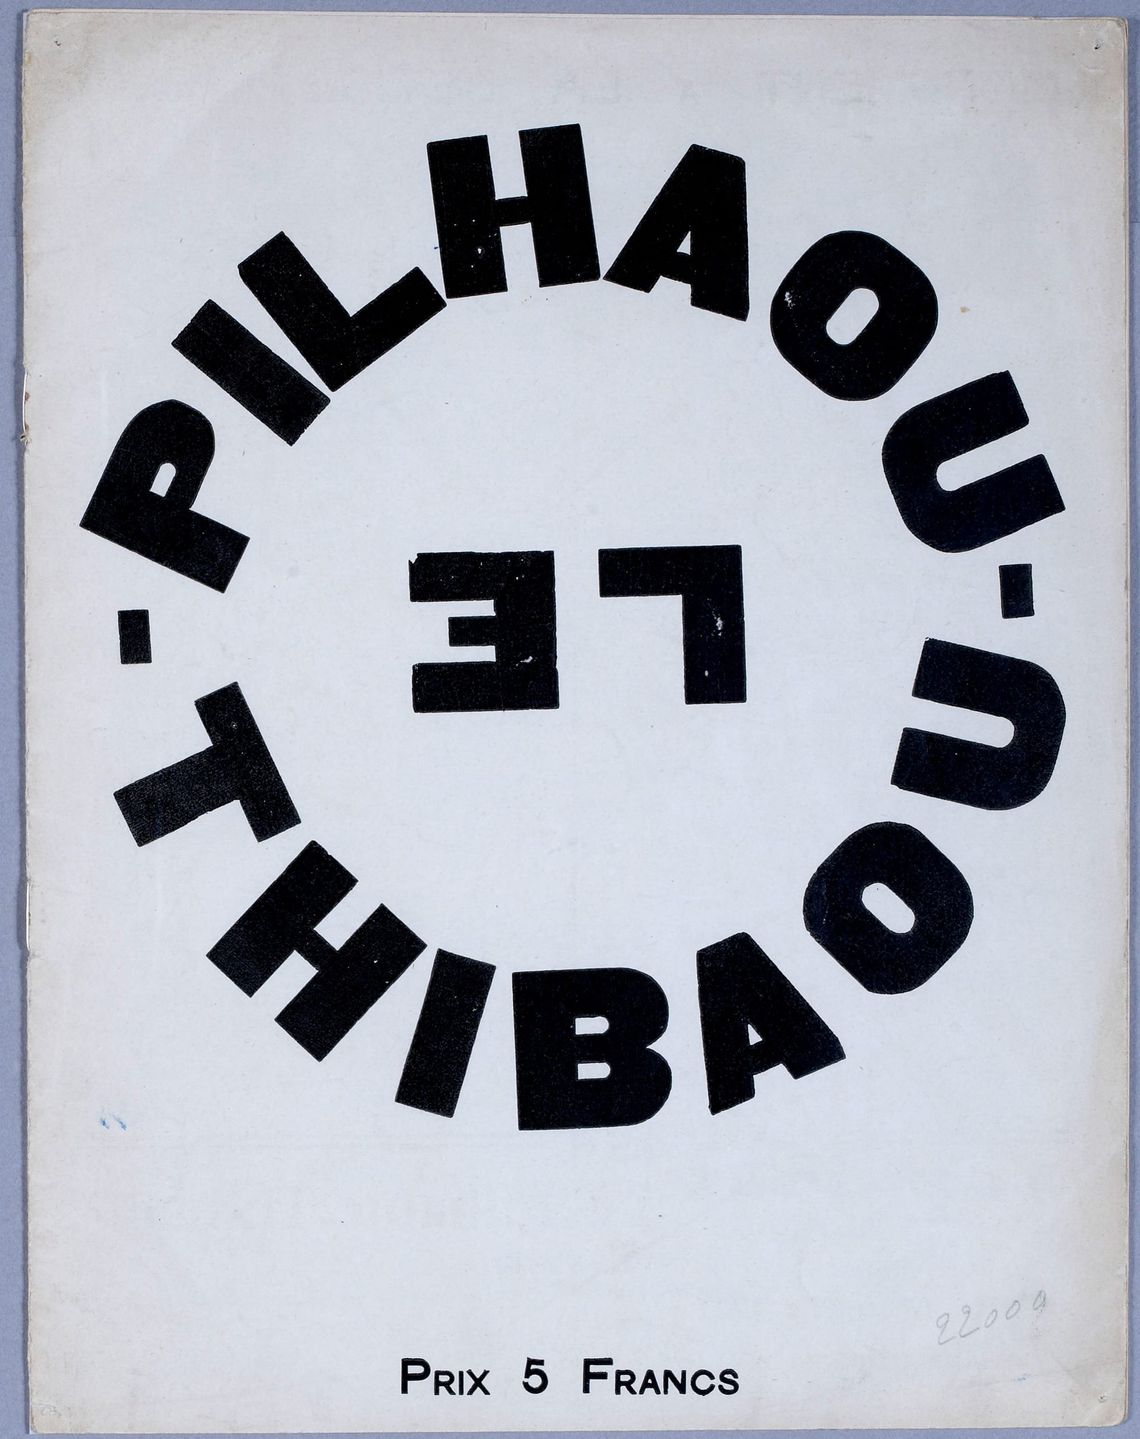 PILHAOU-
THIBAOU-
LE
22009
PRIX 5 FRANCS